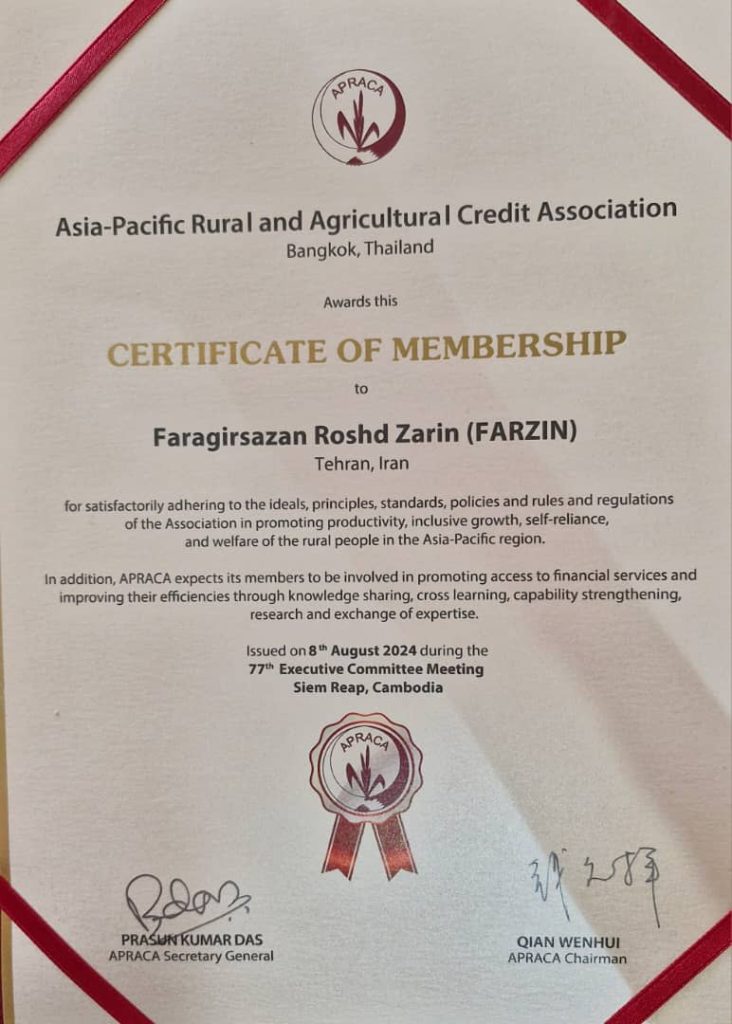 APRACA
Asia-Pacific Rural and Agricultural Credit Association
Bangkok, Thailand
Awards this
CERTIFICATE OF MEMBERSHIP
to
Faragirsazan Roshd Zarin (FARZIN)
Tehran, Iran
for satisfactorily adhering to the ideals, principles, standards, policies and rules and regulations
of the Association in promoting productivity, inclusive growth, self-reliance,
and welfare of the rural people in the Asia-Pacific region.
In addition, APRACA expects its members to be involved in promoting access to financial services and
improving their efficiencies through knowledge sharing, cross learning, capability strengthening,
research and exchange of expertise.
Issued on 8th August 2024 during the
77th Executive Committee Meeting
Siem Reap, Cambodia
APRACA
PRASUN KUMAR DAS
APRACA Secretary General
QIAN WENHUI
APRACA Chairman